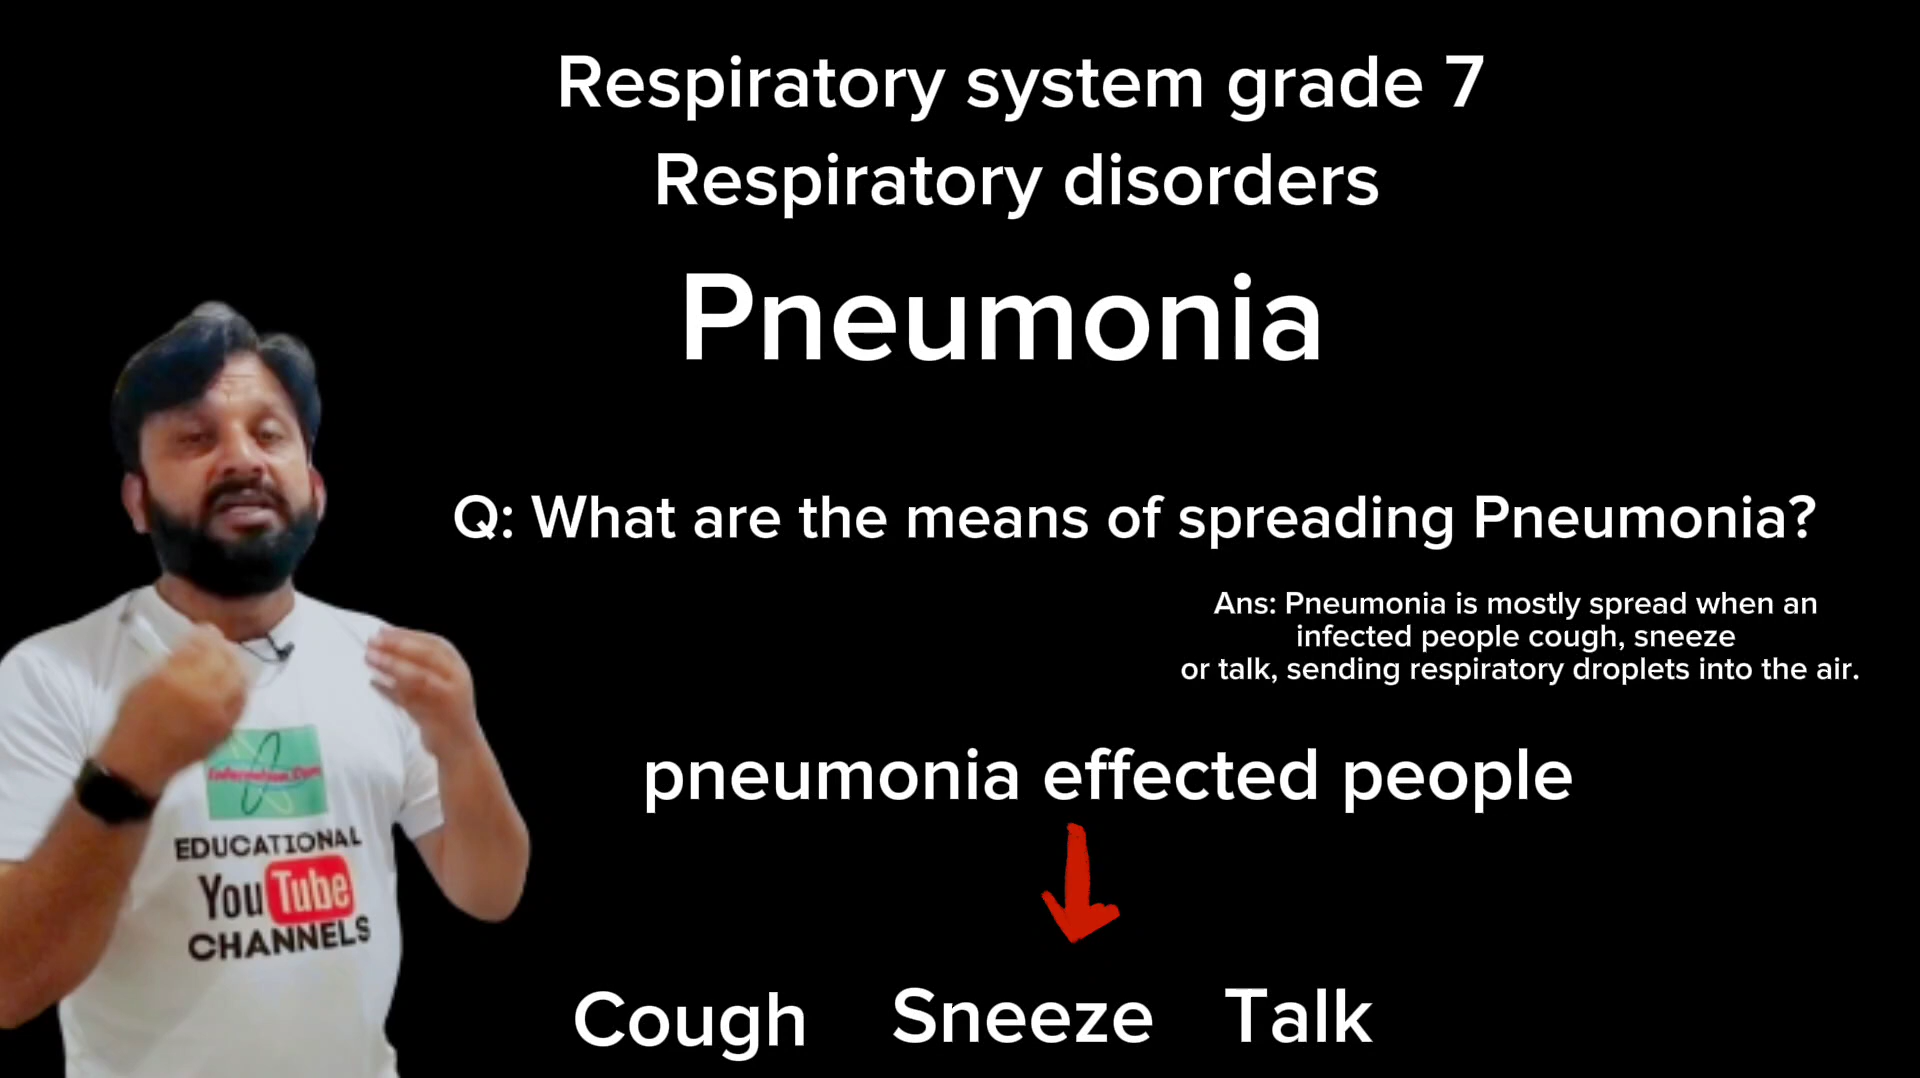 Respiratory system grade 7
Respiratory disorders
Pneumonia
Q: What are the means of spreading Pneumonia?
Ans: Pneumonia is mostly spread when an
infected people cough, sneeze
or talk, sending respiratory droplets into the air.
pneumonia effected people
Cough Sneeze Talk
EDUCATIONAL
YouTube
CHANNELS